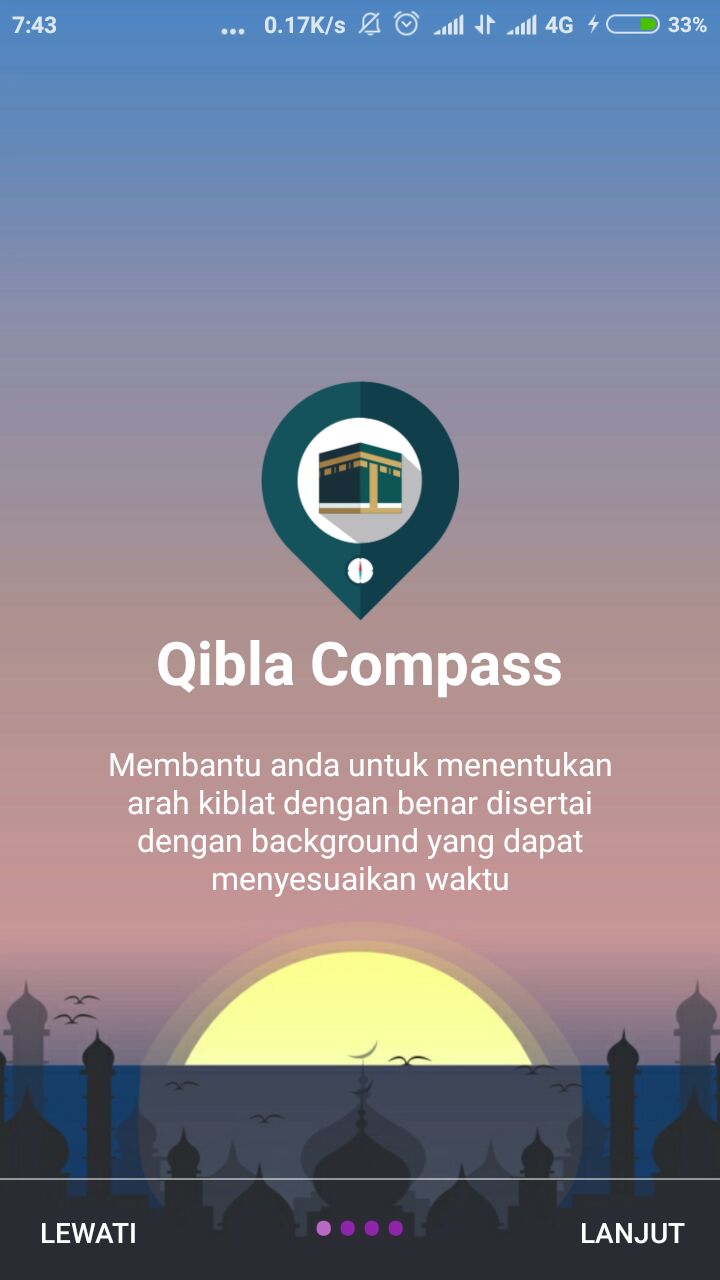 7:43 ... 0.17K/s 4G 33%
Qibla Compass
Membantu anda untuk menentukan
arah kiblat dengan benar disertai
dengan background yang dapat
menyesuaikan waktu
LEWATI LANJUT